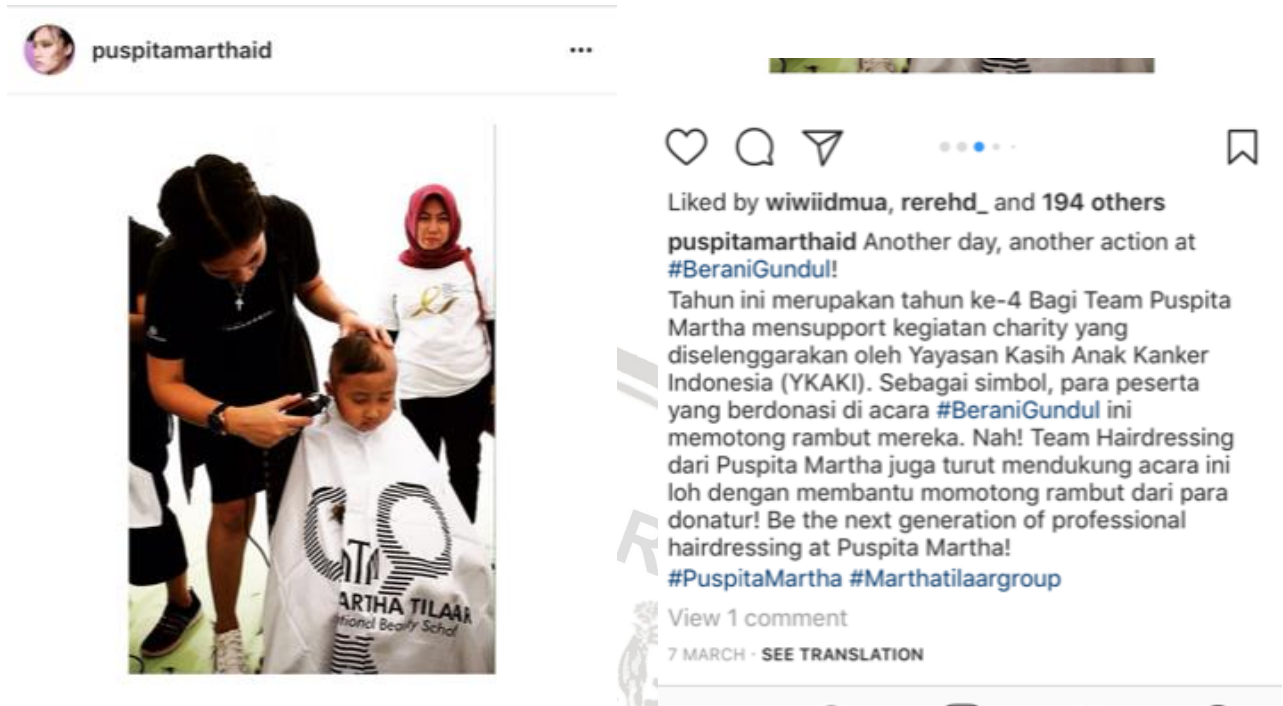 puspitamarthaid
ARTHA TILAAR
Liked by wiwiidmua, rerehd_ and 194 others
puspitamarthaid Another day, another action at
#BeraniGundul!
Tahun ini merupakan tahun ke-4 Bagi Team Puspita
Martha mensupport kegiatan charity yang
diselenggarakan oleh Yayasan Kasih Anak Kanker
Indonesia (YKAKI). Sebagai simbol, para peserta
yang berdonasi di acara #BeraniGundul ini
memotong rambut mereka. Nah! Team Hairdressing
dari Puspita Martha juga turut mendukung acara ini
loh dengan membantu momotong rambut dari para
donatur! Be the next generation of professional
hairdressing at Puspita Martha!
#PuspitaMartha #Marthatilaargroup
View 1 comment
7 MARCH · SEE TRANSLATION